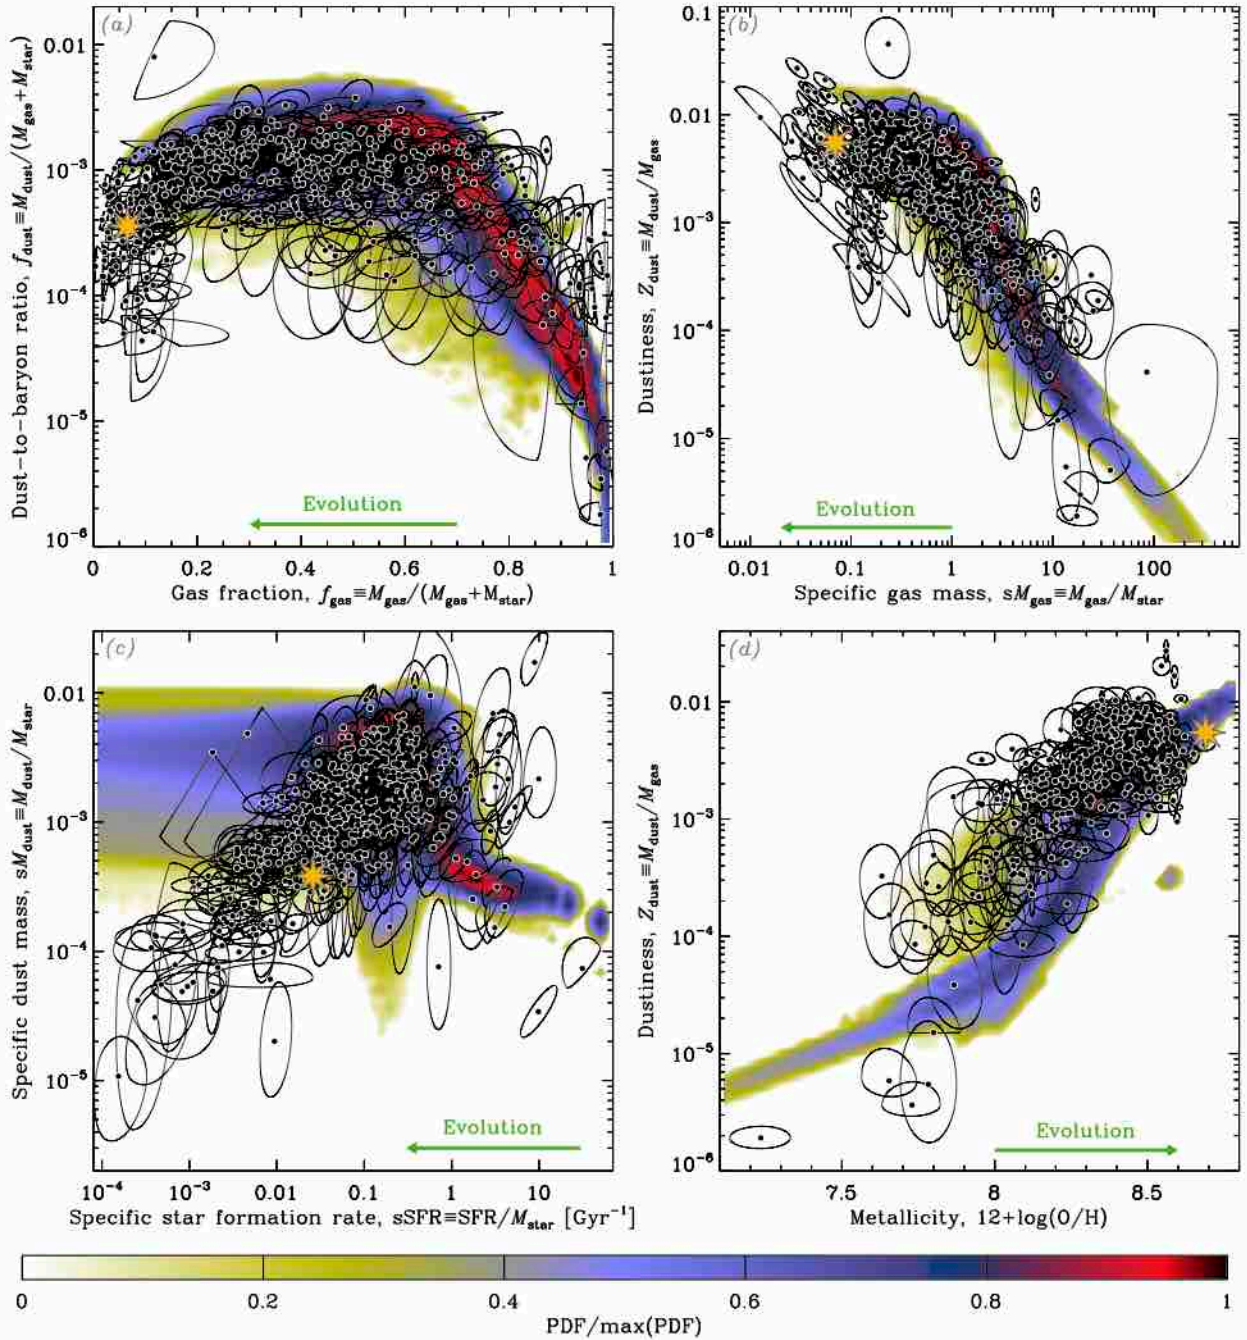 (a)
0.01
10⁻³
10⁻⁴
10⁻⁵
10⁻⁶
Dust-to-baryon ratio, f_dust≡M_dust/(M_gas+M_star)
Evolution
0 0.2 0.4 0.6 0.8 1
Gas fraction, f_gas≡M_gas/(M_gas+M_star)
(b)
0.1
0.01
10⁻³
10⁻⁴
10⁻⁵
10⁻⁶
Dustiness, Z_dust≡M_dust/M_gas
Evolution
0.01 0.1 1 10 100
Specific gas mass, sM_gas≡M_gas/M_star
(c)
0.01
10⁻³
10⁻⁴
10⁻⁵
Specific dust mass, sM_dust≡M_dust/M_star
Evolution
10⁻⁴ 10⁻³ 0.01 0.1 1 10
Specific star formation rate, sSFR≡SFR/M_star [Gyr⁻¹]
(d)
0.01
10⁻³
10⁻⁴
10⁻⁵
10⁻⁶
Dustiness, Z_dust≡M_dust/M_gas
Evolution
7.5 8 8.5
Metallicity, 12+log(O/H)
0 0.2 0.4 0.6 0.8 1
PDF/max(PDF)